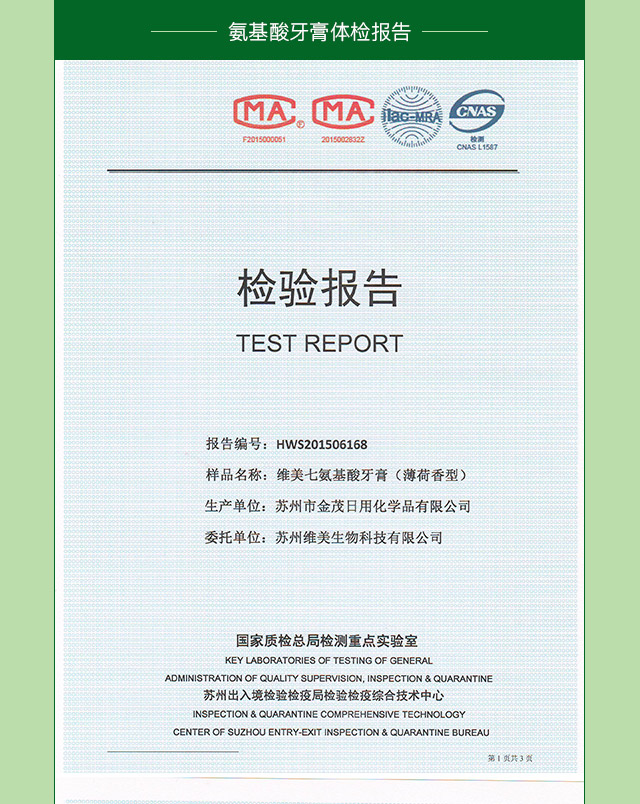 氨基酸牙膏体检报告
MA
F
F2015000051
MA
2015002832Z
ilac-MRA
CNAS
检测
CNAS L1587
检验报告
TEST REPORT
报告编号：HWS201506168
样品名称：维美七氨基酸牙膏（薄荷香型）
生产单位：苏州市金茂日用化学品有限公司
委托单位：苏州维美生物科技有限公司
国家质检总局检测重点实验室
KEY LABORATORIES OF TESTING OF GENERAL
ADMINISTRATION OF QUALITY SUPERVISION, INSPECTION & QUARANTINE
苏州出入境检验检疫局检验检疫综合技术中心
INSPECTION & QUARANTINE COMPREHENSIVE TECHNOLOGY
CENTER OF SUZHOU ENTRY-EXIT INSPECTION & QUARANTINE BUREAU
第 1 页共 3 页